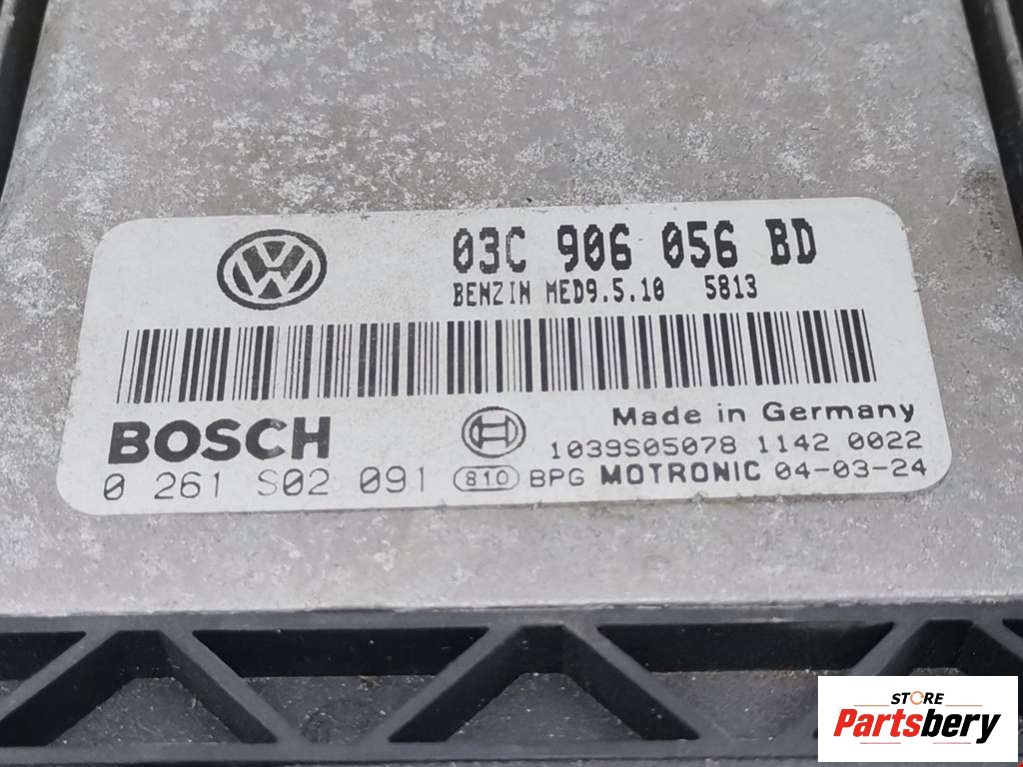 03C 906 056 BD
BENZIN MED9.5.10 5813
BOSCH
Made in Germany
1039S05078 1142 0022
0 261 S02 091 810 BPG MOTRONIC 04-03-24
STORE
Partsbery